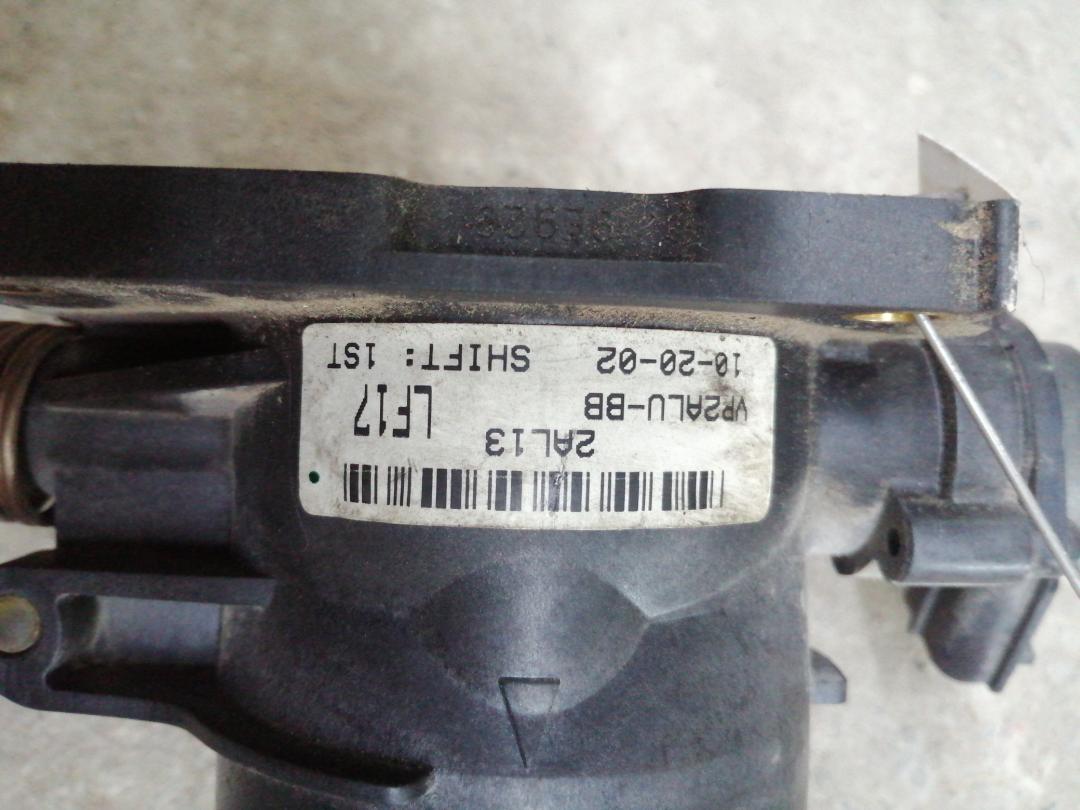 2AL13
VP2ALU-BB LF17
10-20-02 SHIFT: 1ST